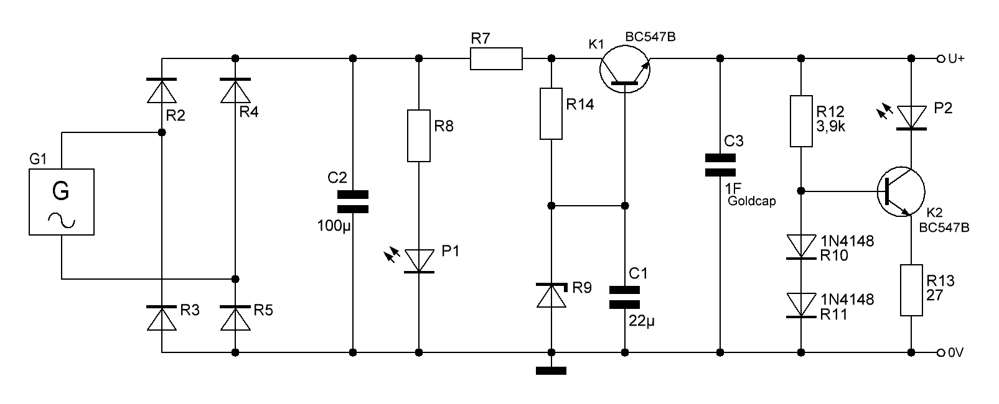 G1
G
R2
R4
R3
R5
C2
100µ
R8
P1
R7
R14
R9
K1
BC547B
C1
22µ
C3
1F
Goldcap
R12
3,9k
1N4148
R10
1N4148
R11
U+
P2
K2
BC547B
R13
27
0V